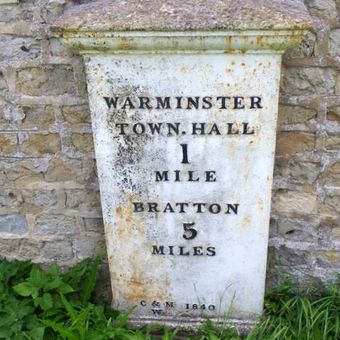 WARMINSTER
TOWN. HALL
1
MILE
BRATTON
5
MILES
C & M 1840
W